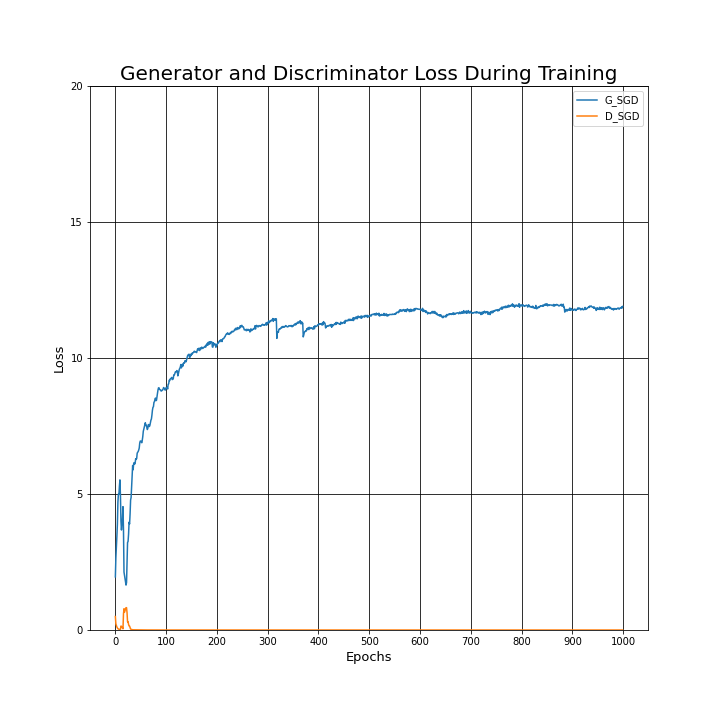 Generator and Discriminator Loss During Training
20
15
10
5
0
Loss
G_SGD
D_SGD
0 100 200 300 400 500 600 700 800 900 1000
Epochs